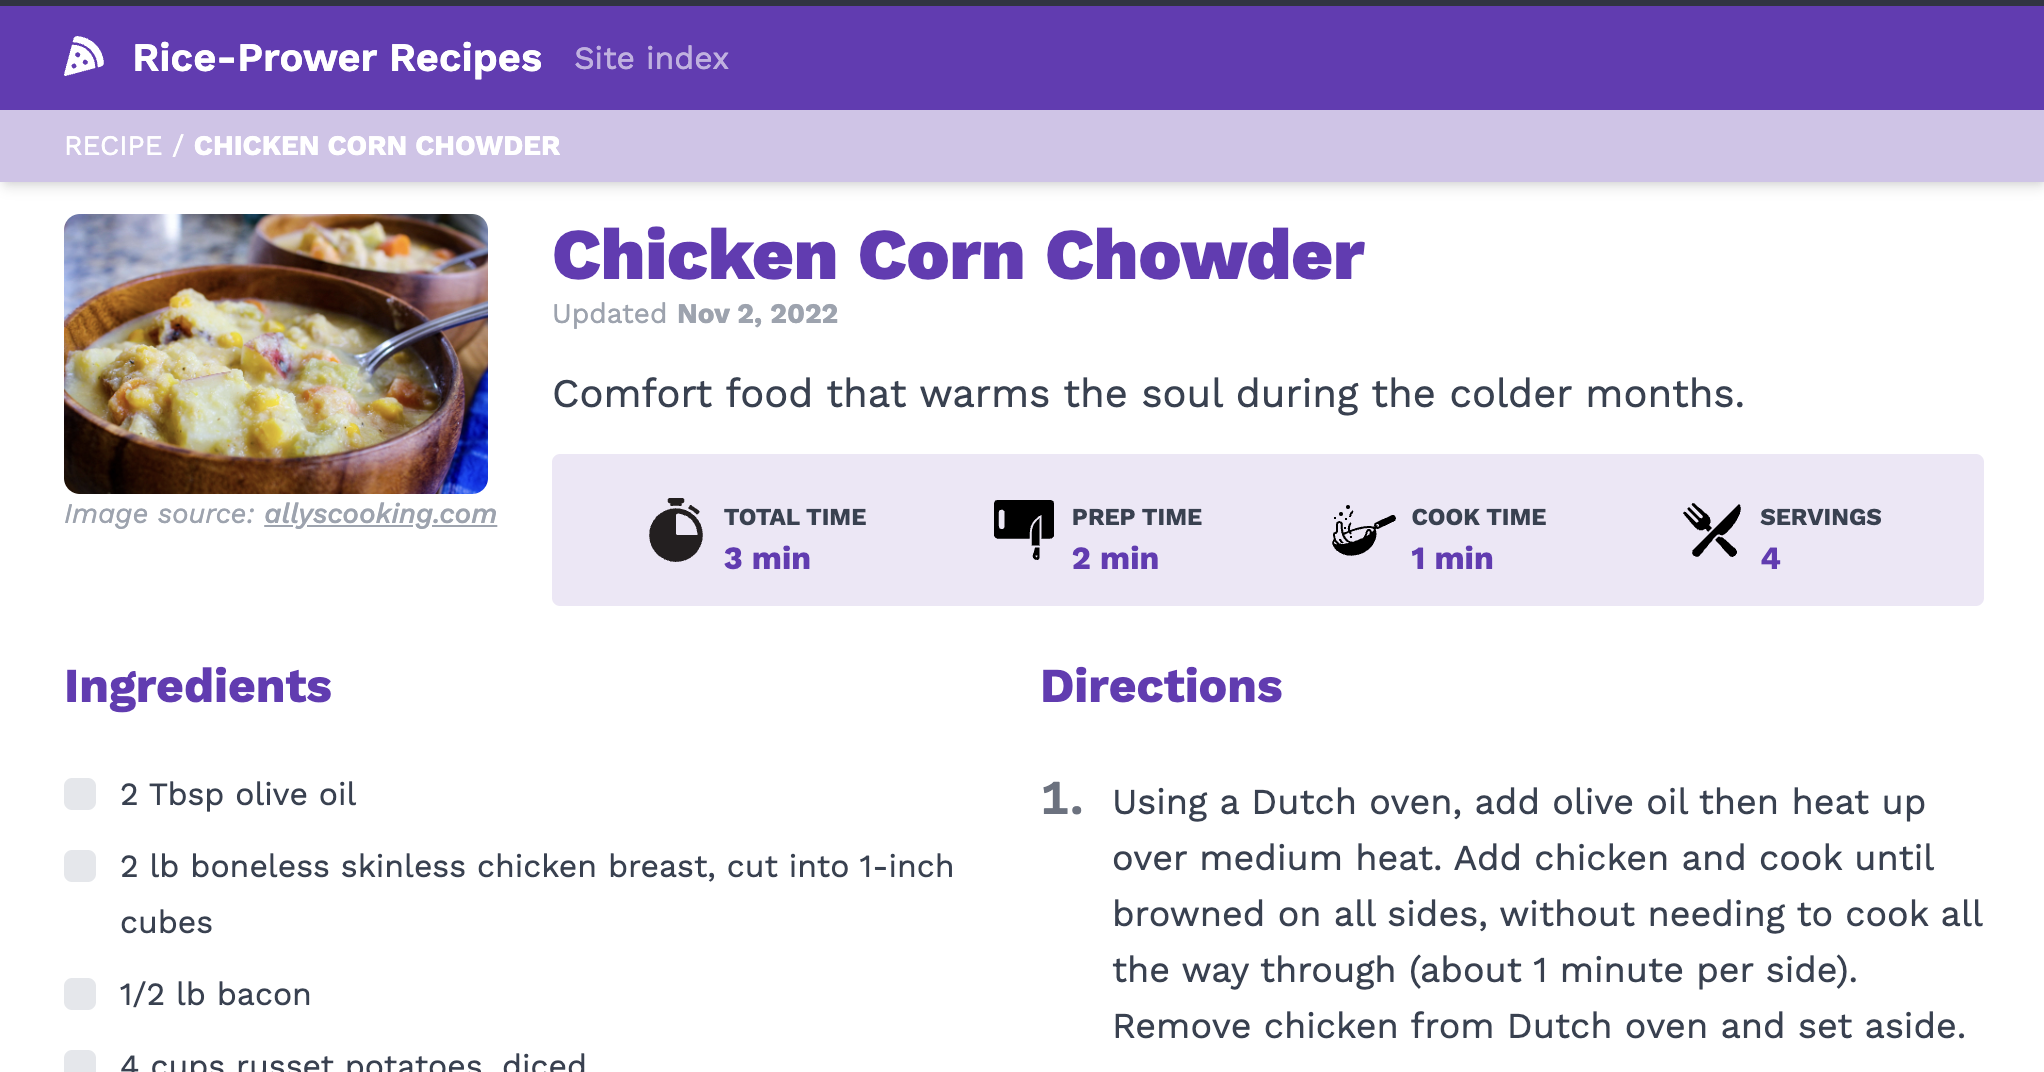 Rice-Prower Recipes Site index
RECIPE / CHICKEN CORN CHOWDER
Chicken Corn Chowder
Updated Nov 2, 2022
Comfort food that warms the soul during the colder months.
Image source: allyscooking.com
TOTAL TIME
3 min
PREP TIME
2 min
COOK TIME
1 min
SERVINGS
4
Ingredients
2 Tbsp olive oil
2 lb boneless skinless chicken breast, cut into 1-inch
cubes
1/2 lb bacon
4 cups russet potatoes, diced
Directions
1. Using a Dutch oven, add olive oil then heat up
over medium heat. Add chicken and cook until
browned on all sides, without needing to cook all
the way through (about 1 minute per side).
Remove chicken from Dutch oven and set aside.